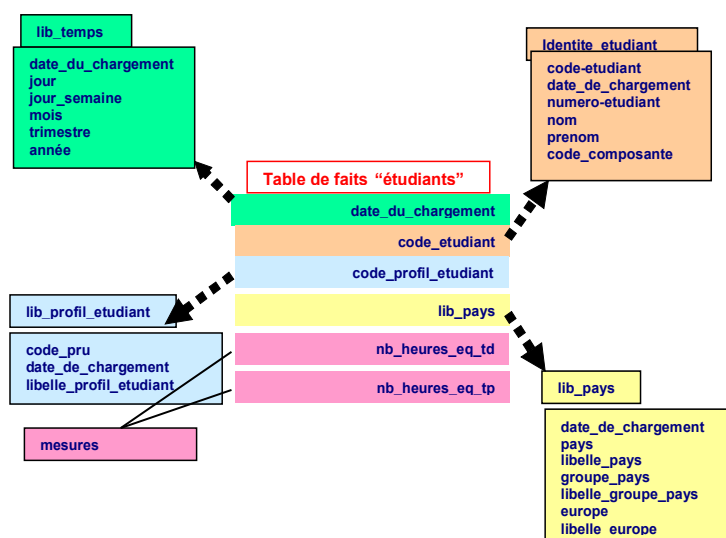 lib_temps
date_du_chargement
jour
jour_semaine
mois
trimestre
année
Identite_etudiant
code-etudiant
date_de_chargement
numero-etudiant
nom
prenom
code_composante
Table de faits “étudiants”
date_du_chargement
code_etudiant
code_profil_etudiant
lib_pays
nb_heures_eq_td
nb_heures_eq_tp
lib_profil_etudiant
code_pru
date_de_chargement
libelle_profil_etudiant
mesures
lib_pays
date_de_chargement
pays
libelle_pays
groupe_pays
libelle_groupe_pays
europe
libelle_europe